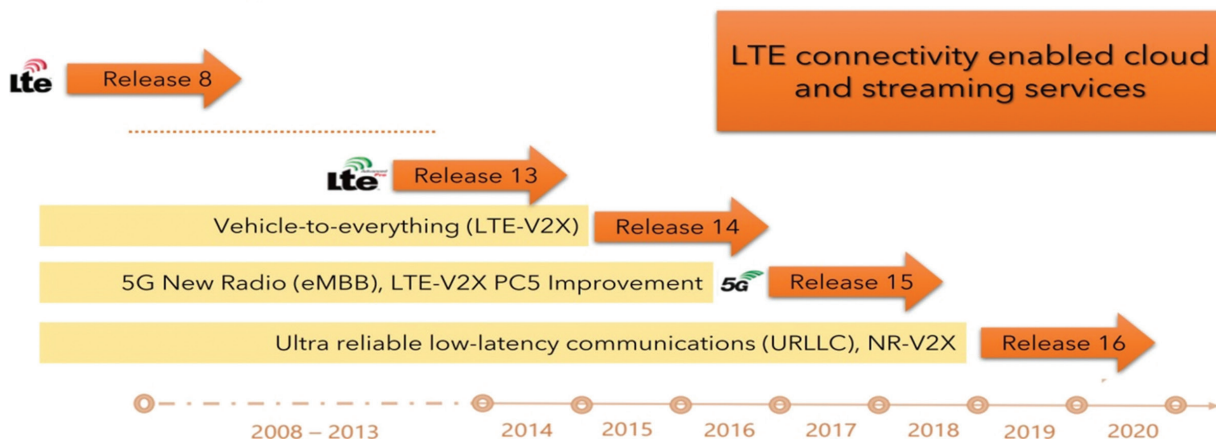 LTE connectivity enabled cloud
and streaming services
Lte
Release 8
Lte Advanced Pro
Release 13
Vehicle-to-everything (LTE-V2X)
Release 14
5G New Radio (eMBB), LTE-V2X PC5 Improvement
5G
Release 15
Ultra reliable low-latency communications (URLLC), NR-V2X
Release 16
2008 – 2013
2014
2015
2016
2017
2018
2019
2020